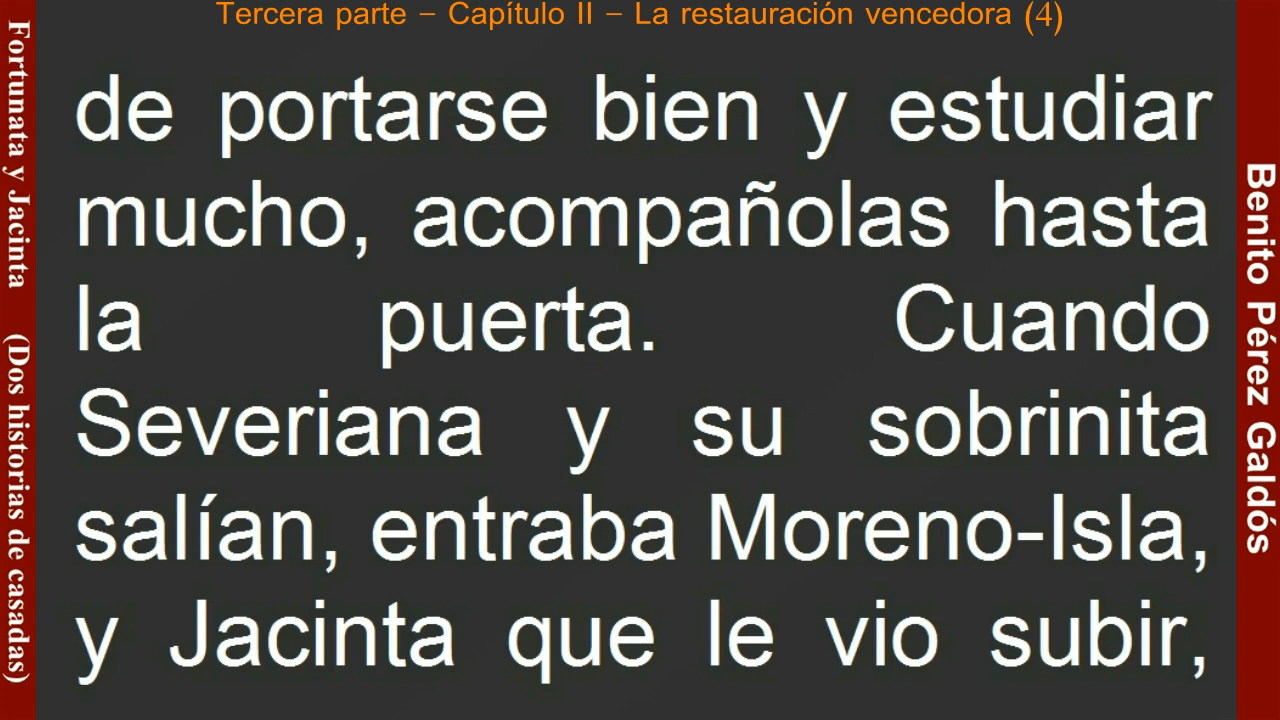 Tercera parte – Capítulo II – La restauración vencedora (4)
Fortunata y Jacinta (Dos historias de casadas)
de portarse bien y estudiar
mucho, acompañolas hasta
la puerta. Cuando
Severiana y su sobrinita
salían, entraba Moreno-Isla,
y Jacinta que le vio subir,
Benito Pérez Galdós